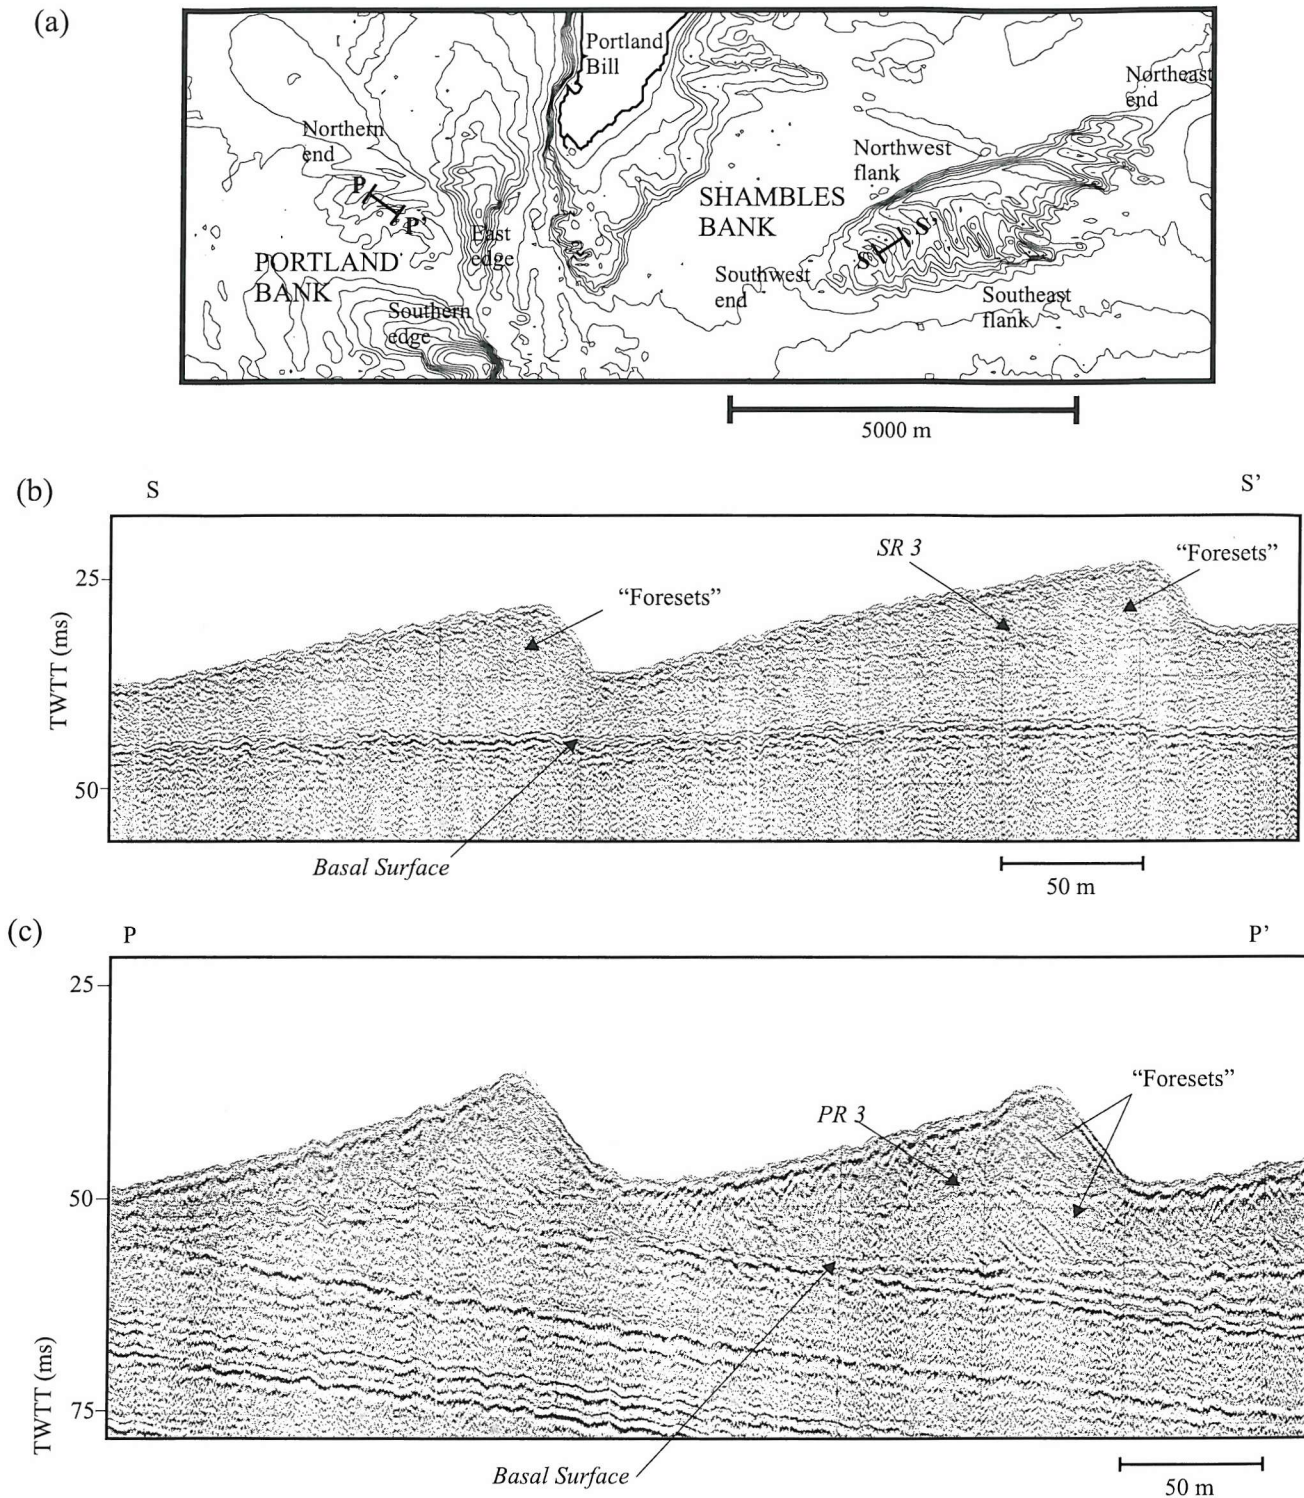 (a)
Portland
Bill
Northeast
end
Northern
end
Northwest
flank
P
P'
SHAMBLES
BANK
East
edge
S
S'
PORTLAND
BANK
Southwest
end
Southern
edge
Southeast
flank
5000 m
(b)
S
S'
SR 3
"Foresets"
25
"Foresets"
TWTT (ms)
50
Basal Surface
50 m
(c)
P
P'
25
"Foresets"
PR 3
50
TWTT (ms)
75
Basal Surface
50 m